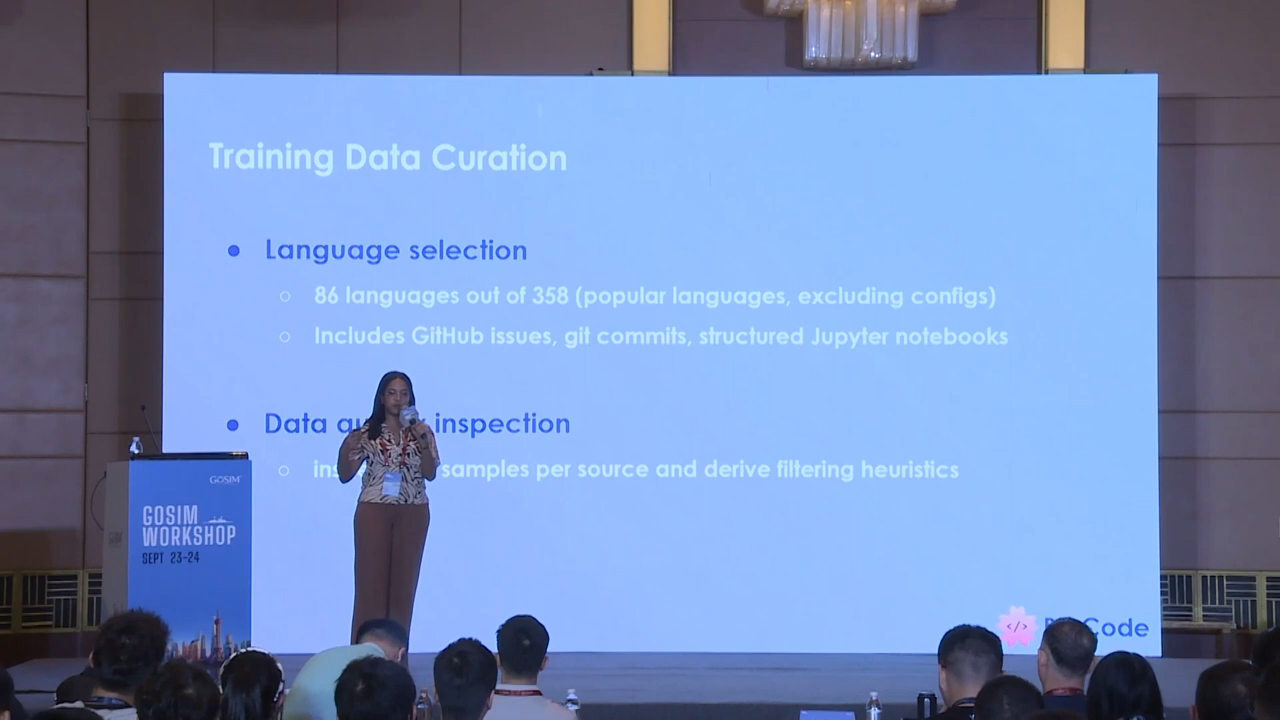 Training Data Curation
• Language selection
○ 86 languages out of 358 (popular languages, excluding configs)
○ Includes GitHub issues, git commits, structured Jupyter notebooks
• Data inspection
○ samples per source and derive filtering heuristics
GOSIM
GOSIM
WORKSHOP
SEPT 23-24
</> Code